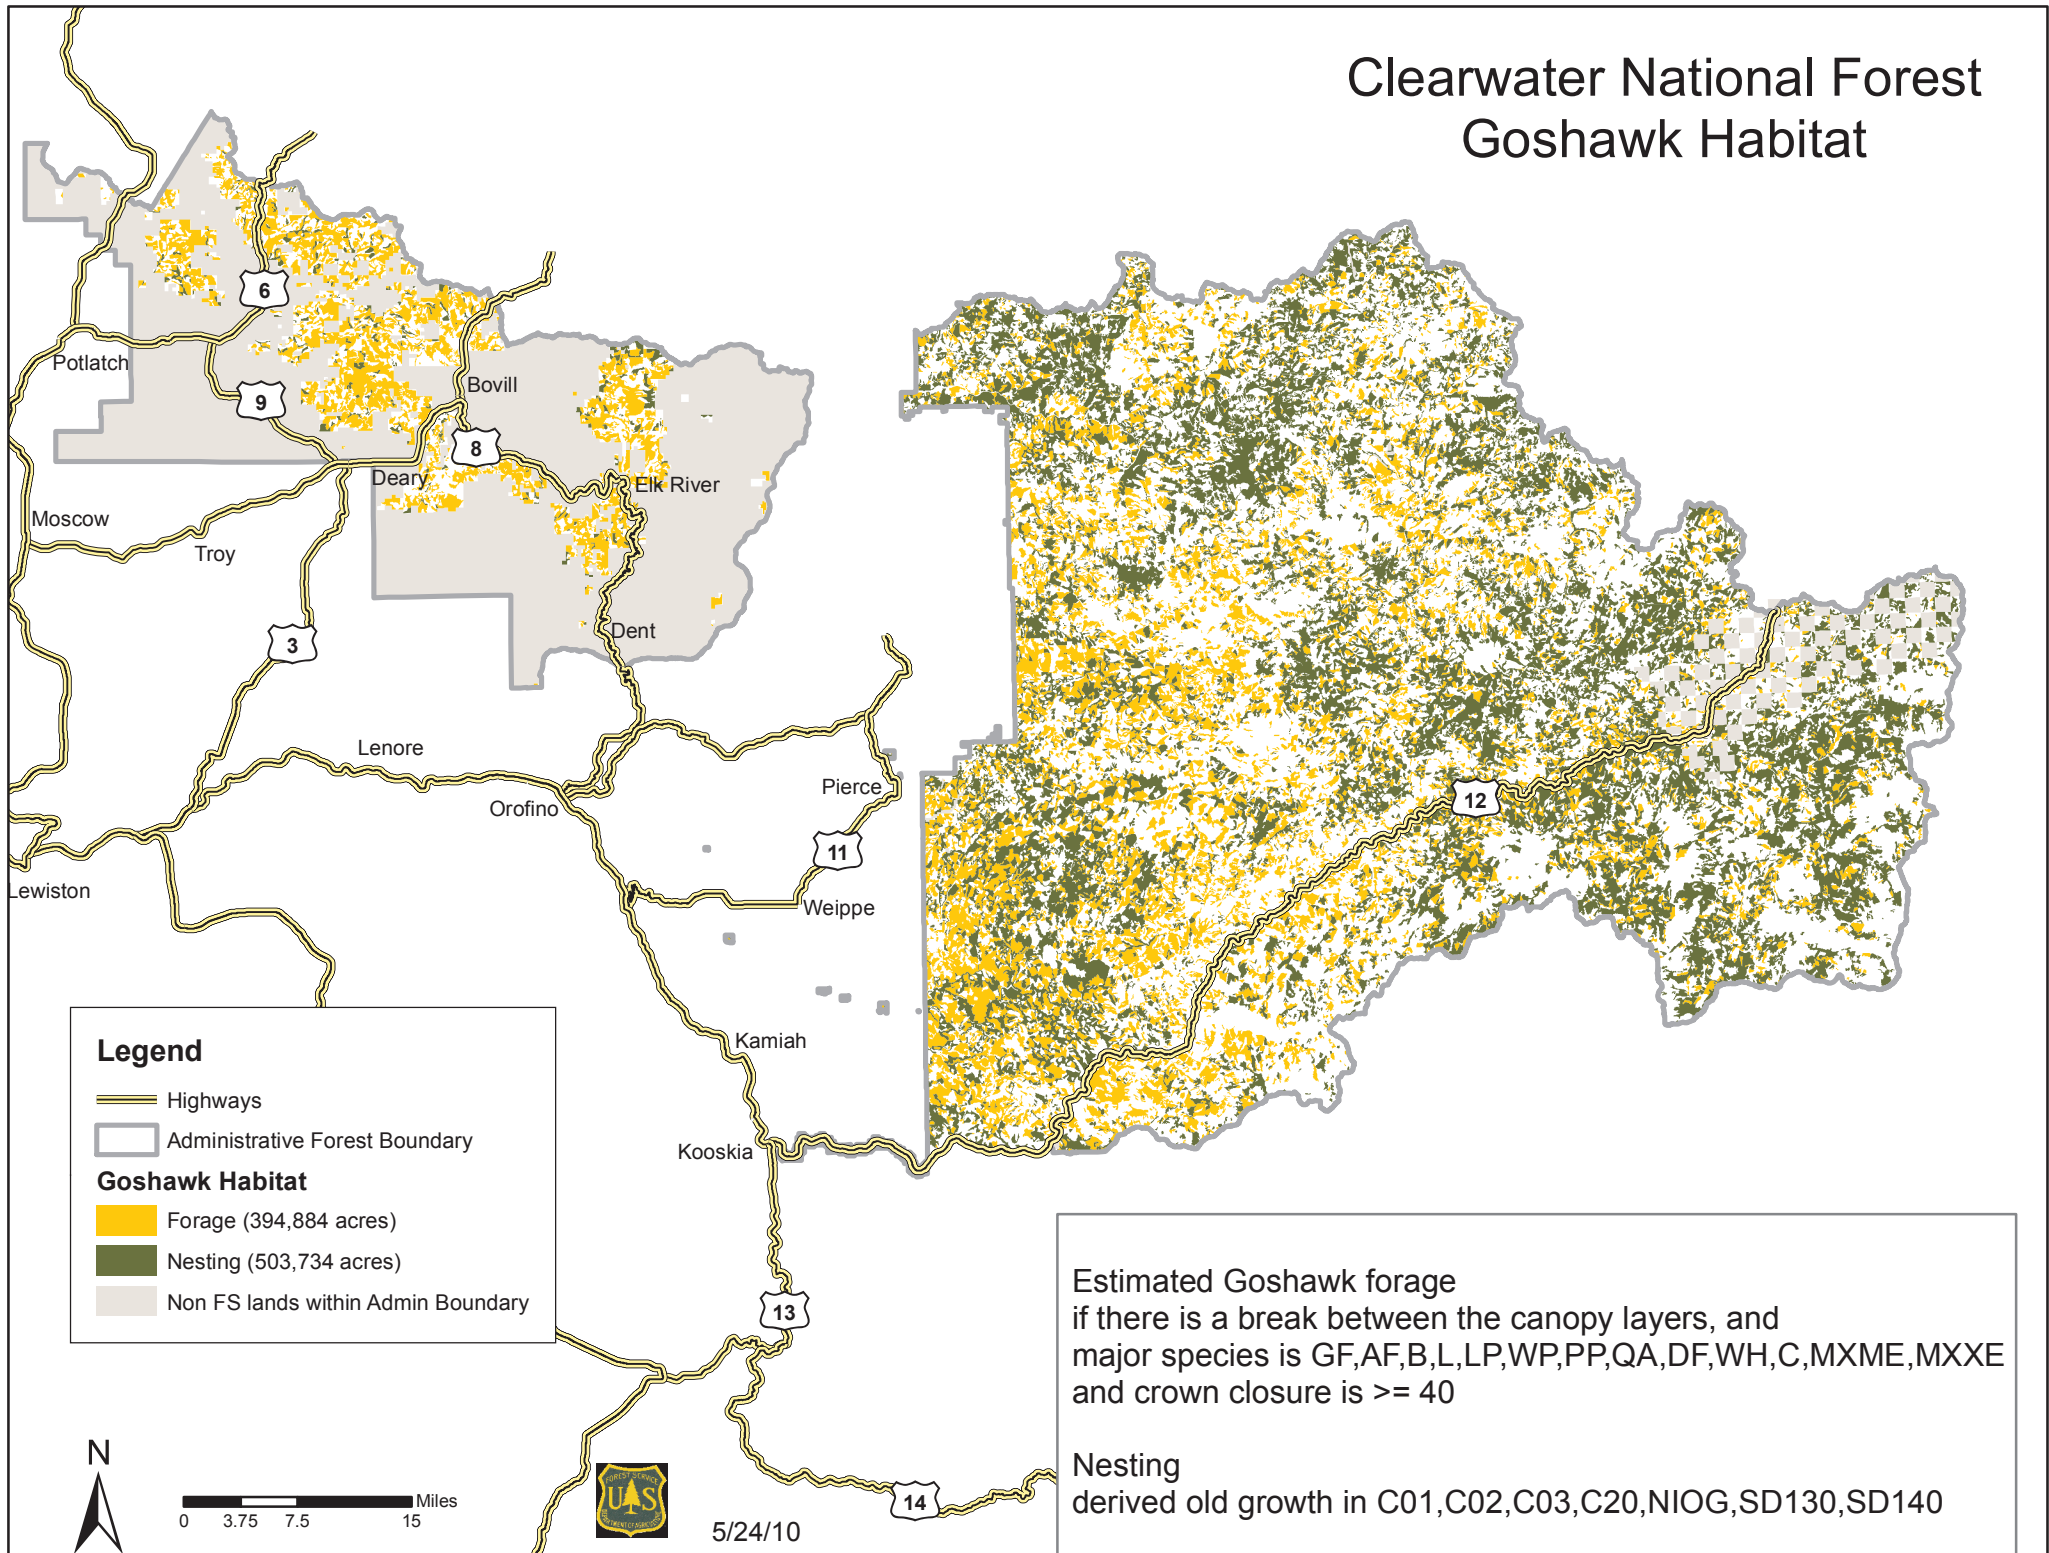 Clearwater National Forest
Goshawk Habitat
6
Potlatch
9
Bovill
8
Deary
Elk River
Moscow
Troy
Dent
3
Lenore
Pierce
12
Orofino
11
Lewiston
Weippe
Kamiah
Kooskia
13
14
Legend
Highways
Administrative Forest Boundary
Goshawk Habitat
Forage (394,884 acres)
Nesting (503,734 acres)
Non FS lands within Admin Boundary
Estimated Goshawk forage
if there is a break between the canopy layers, and
major species is GF,AF,B,L,LP,WP,PP,QA,DF,WH,C,MXME,MXXE
and crown closure is >= 40
Nesting
derived old growth in C01,C02,C03,C20,NIOG,SD130,SD140
N
Miles
0 3.75 7.5 15
FOREST SERVICE
U S
DEPARTMENT OF AGRICULTURE
5/24/10